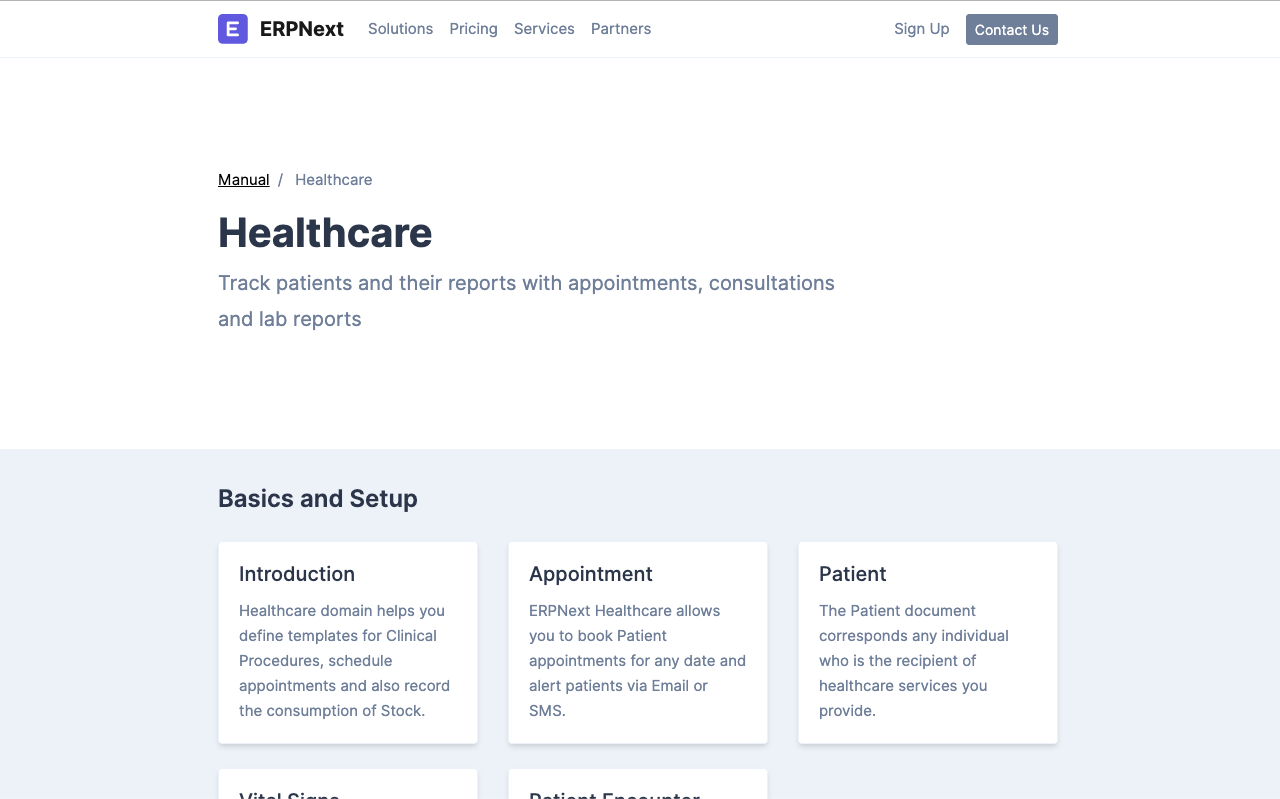 E ERPNext Solutions Pricing Services Partners Sign Up Contact Us
Manual / Healthcare
Healthcare
Track patients and their reports with appointments, consultations
and lab reports
Basics and Setup
Introduction
Healthcare domain helps you
define templates for Clinical
Procedures, schedule
appointments and also record
the consumption of Stock.
Appointment
ERPNext Healthcare allows
you to book Patient
appointments for any date and
alert patients via Email or
SMS.
Patient
The Patient document
corresponds any individual
who is the recipient of
healthcare services you
provide.
Vital Signs
Patient Encounter